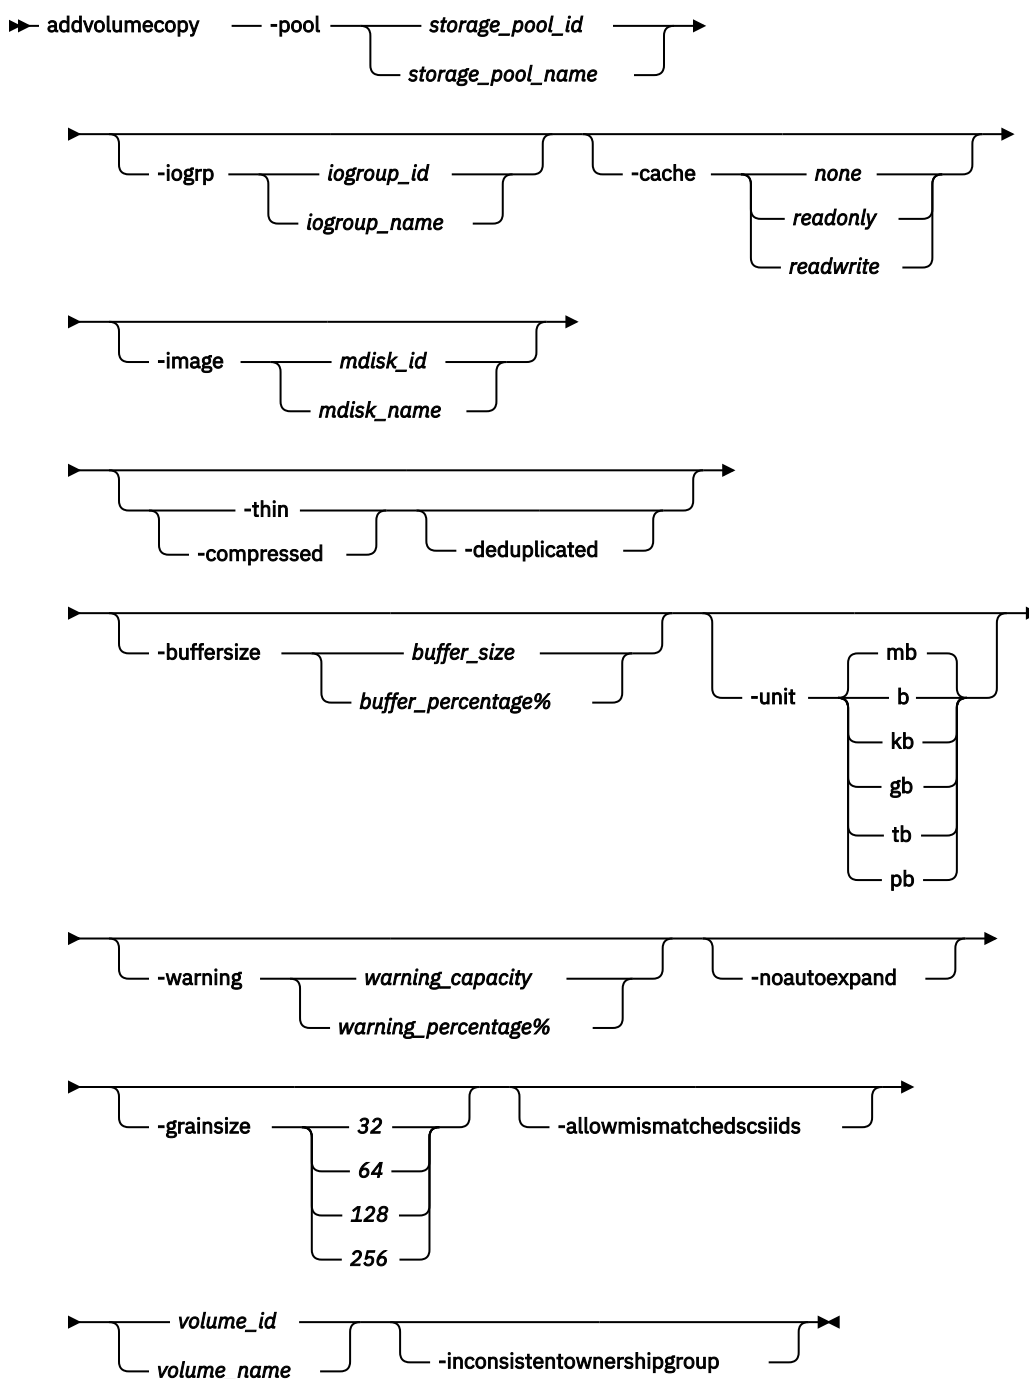 addvolumecopy -pool storage_pool_id
storage_pool_name
-iogrp iogroup_id -cache none
iogroup_name readonly
readwrite
-image mdisk_id
mdisk_name
-thin
-compressed -deduplicated
-buffersize buffer_size mb
buffer_percentage% -unit b
kb
gb
tb
pb
-warning warning_capacity -noautoexpand
warning_percentage%
-grainsize 32 -allowmismatchedscsiids
64
128
256
volume_id
volume_name -inconsistentownershipgroup